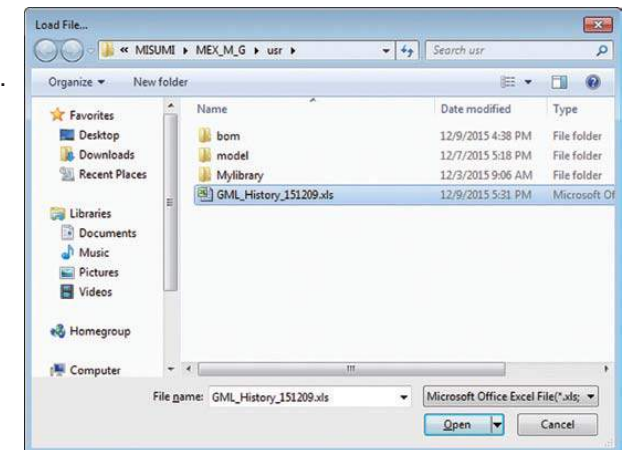 Load File...
« MISUMI ▸ MEX_M_G ▸ usr ▸
Search usr
Organize ▾ New folder
Name Date modified Type
Favorites
Desktop
Downloads
Recent Places
Libraries
Documents
Music
Pictures
Videos
Homegroup
Computer
bom 12/9/2015 4:38 PM File folder
model 12/7/2015 5:18 PM File folder
Mylibrary 12/3/2015 9:06 AM File folder
GML_History_151209.xls 12/9/2015 5:31 PM Microsoft Of
File name: GML_History_151209.xls
Microsoft Office Excel File(*.xls;
Open Cancel